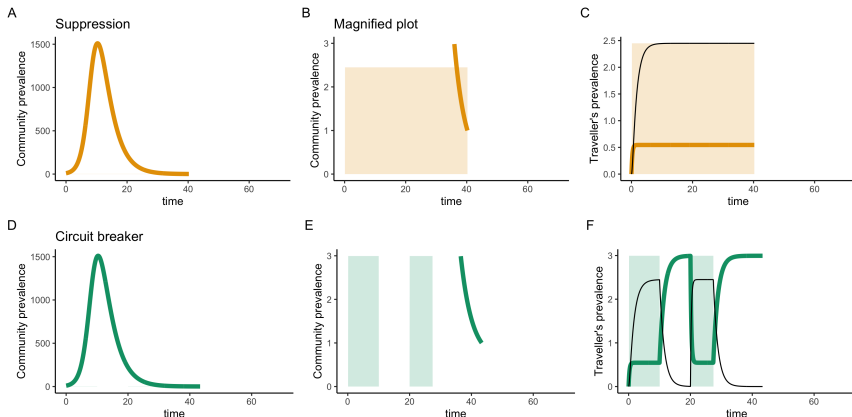 A
Suppression
Community prevalence
1500
1000
500
0
0
20
40
60
time
B
Magnified plot
Community prevalence
3
2
1
0
0
20
40
60
time
C
Traveller's prevalence
2.5
2.0
1.5
1.0
0.5
0.0
0
20
40
60
time
D
Circuit breaker
Community prevalence
1500
1000
500
0
0
20
40
60
time
E
Community prevalence
3
2
1
0
0
20
40
60
time
F
Traveller's prevalence
3
2
1
0
0
20
40
60
time